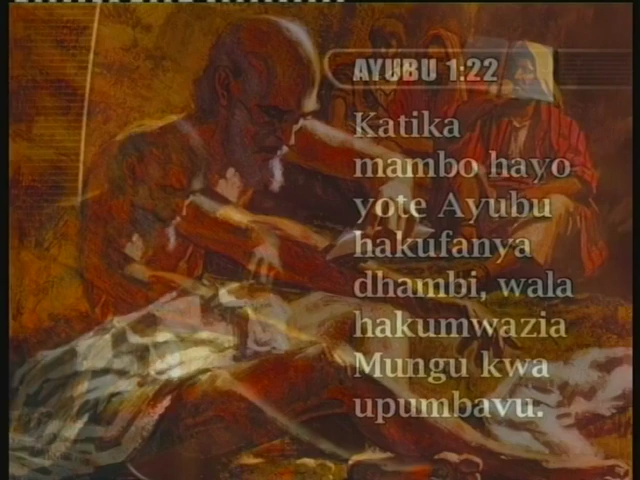 AYUBU 1:22
Katika
mambo hayo
yote Ayubu
hakufanya
dhambi, wala
hakumwazia
Mungu kwa
upumbavu.